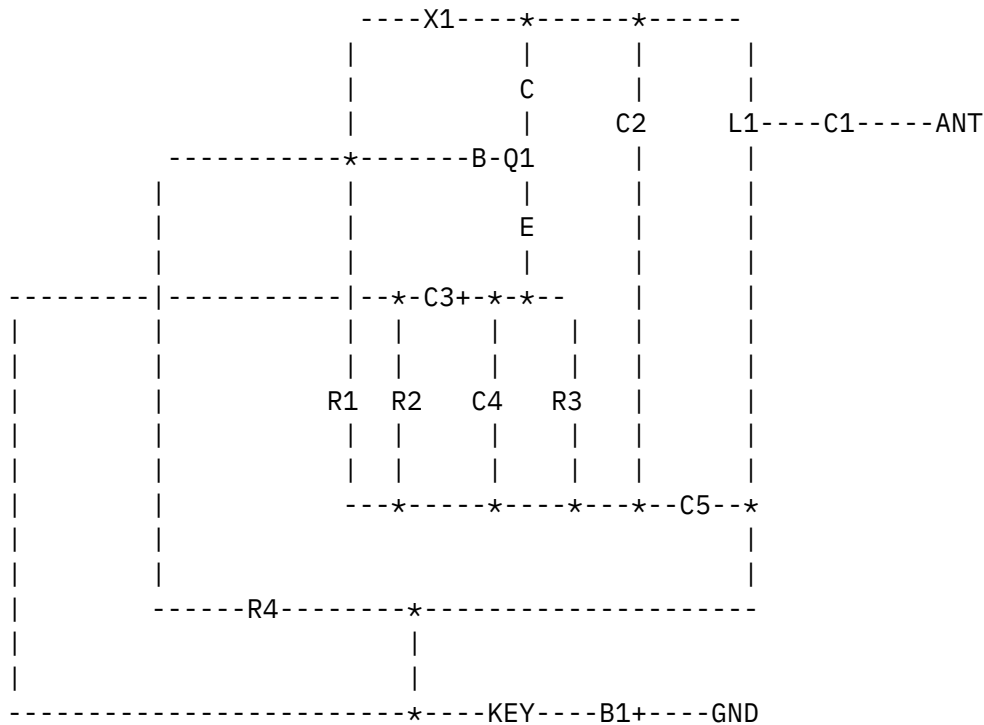 ----X1----*------*------
                     |          |      |      |
                     |          C      |      |
                     |          |      C2     L1----C1-----ANT
          -----------*-------B-Q1      |      |
         |           |          |      |      |
         |           |          E      |      |
         |           |          |      |      |
---------|-----------|--*-C3+-*-*--    |      |
|        |           |  |     |    |   |      |
|        |           |  |     |    |   |      |
|        |          R1  R2   C4   R3   |      |
|        |           |  |     |    |   |      |
|        |           |  |     |    |   |      |
|        |           ---*-----*----*---*--C5--*
|        |                                    |
|        |                                    |
|        ------R4--------*---------------------
|                        |
|                        |
-------------------------*----KEY----B1+----GND